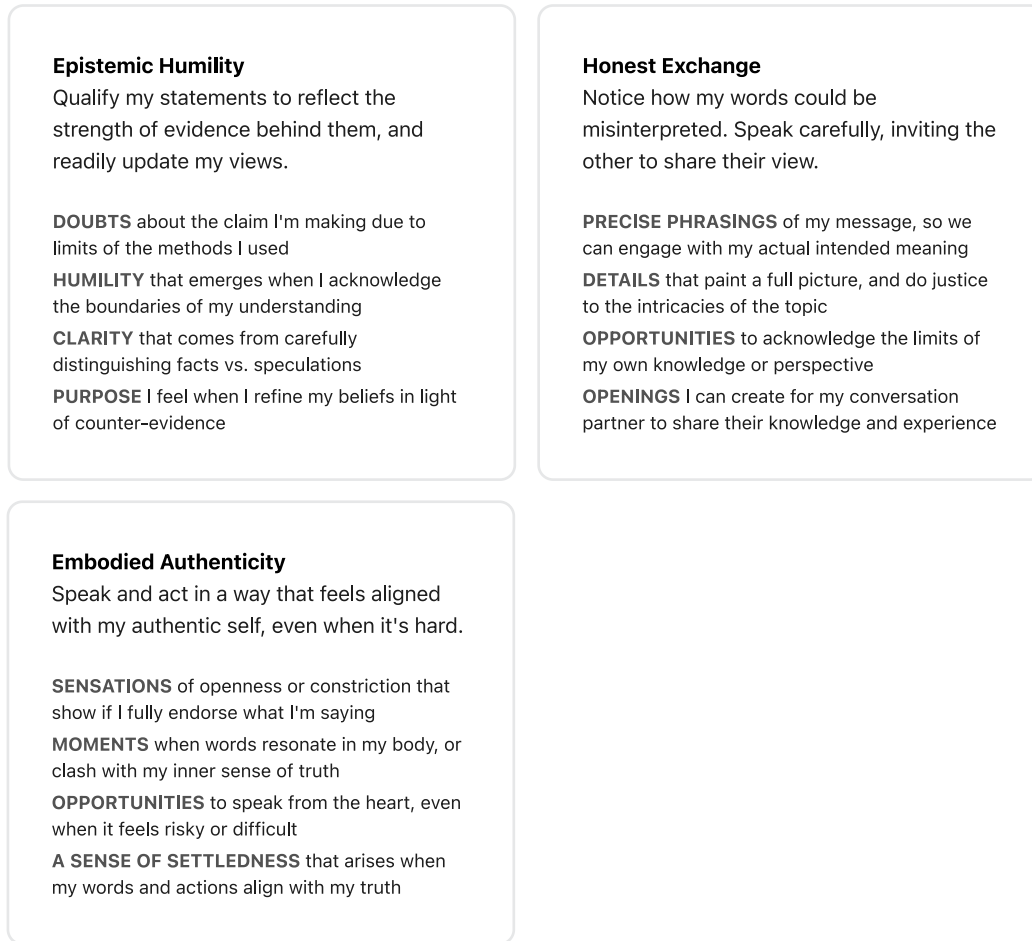 Epistemic Humility
Qualify my statements to reflect the
strength of evidence behind them, and
readily update my views.
DOUBTS about the claim I'm making due to
limits of the methods I used
HUMILITY that emerges when I acknowledge
the boundaries of my understanding
CLARITY that comes from carefully
distinguishing facts vs. speculations
PURPOSE I feel when I refine my beliefs in light
of counter-evidence
Honest Exchange
Notice how my words could be
misinterpreted. Speak carefully, inviting the
other to share their view.
PRECISE PHRASINGS of my message, so we
can engage with my actual intended meaning
DETAILS that paint a full picture, and do justice
to the intricacies of the topic
OPPORTUNITIES to acknowledge the limits of
my own knowledge or perspective
OPENINGS I can create for my conversation
partner to share their knowledge and experience
Embodied Authenticity
Speak and act in a way that feels aligned
with my authentic self, even when it's hard.
SENSATIONS of openness or constriction that
show if I fully endorse what I'm saying
MOMENTS when words resonate in my body, or
clash with my inner sense of truth
OPPORTUNITIES to speak from the heart, even
when it feels risky or difficult
A SENSE OF SETTLEDNESS that arises when
my words and actions align with my truth